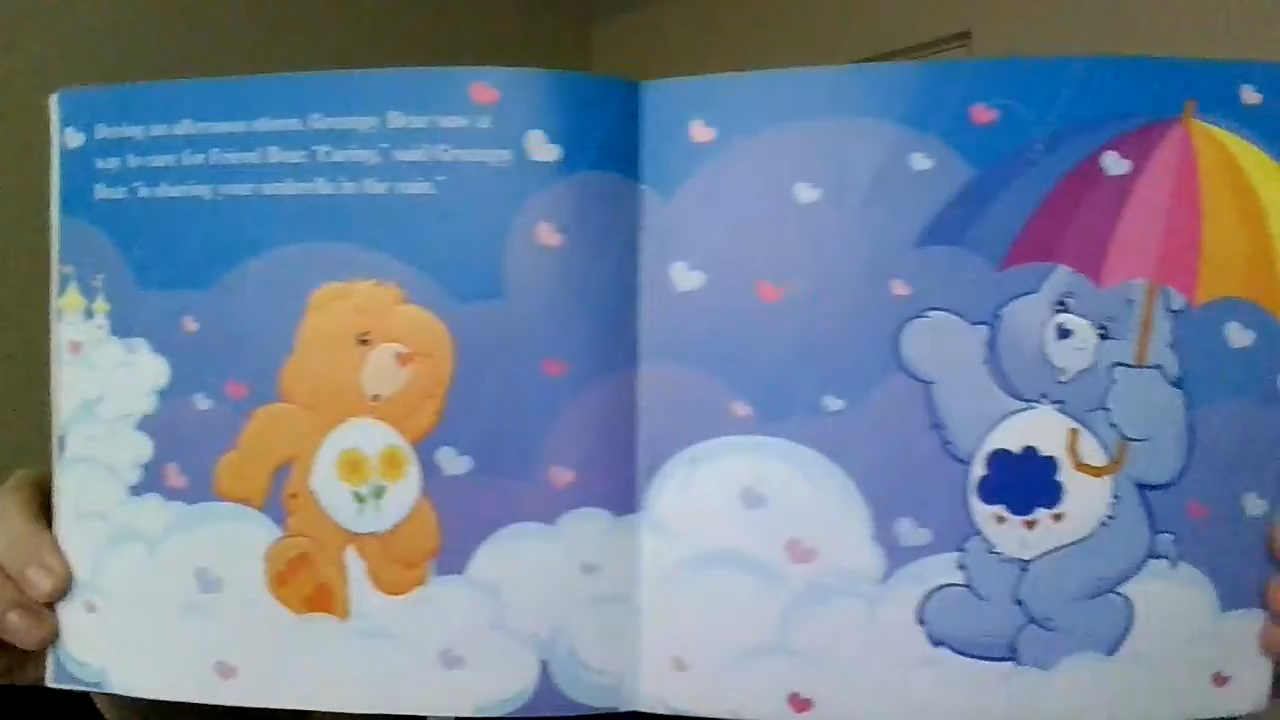 During an afternoon storm, Grumpy Bear saw a
way to care for Friend Bear. "Caring," said Grumpy
Bear, "is sharing your umbrella in the rain."